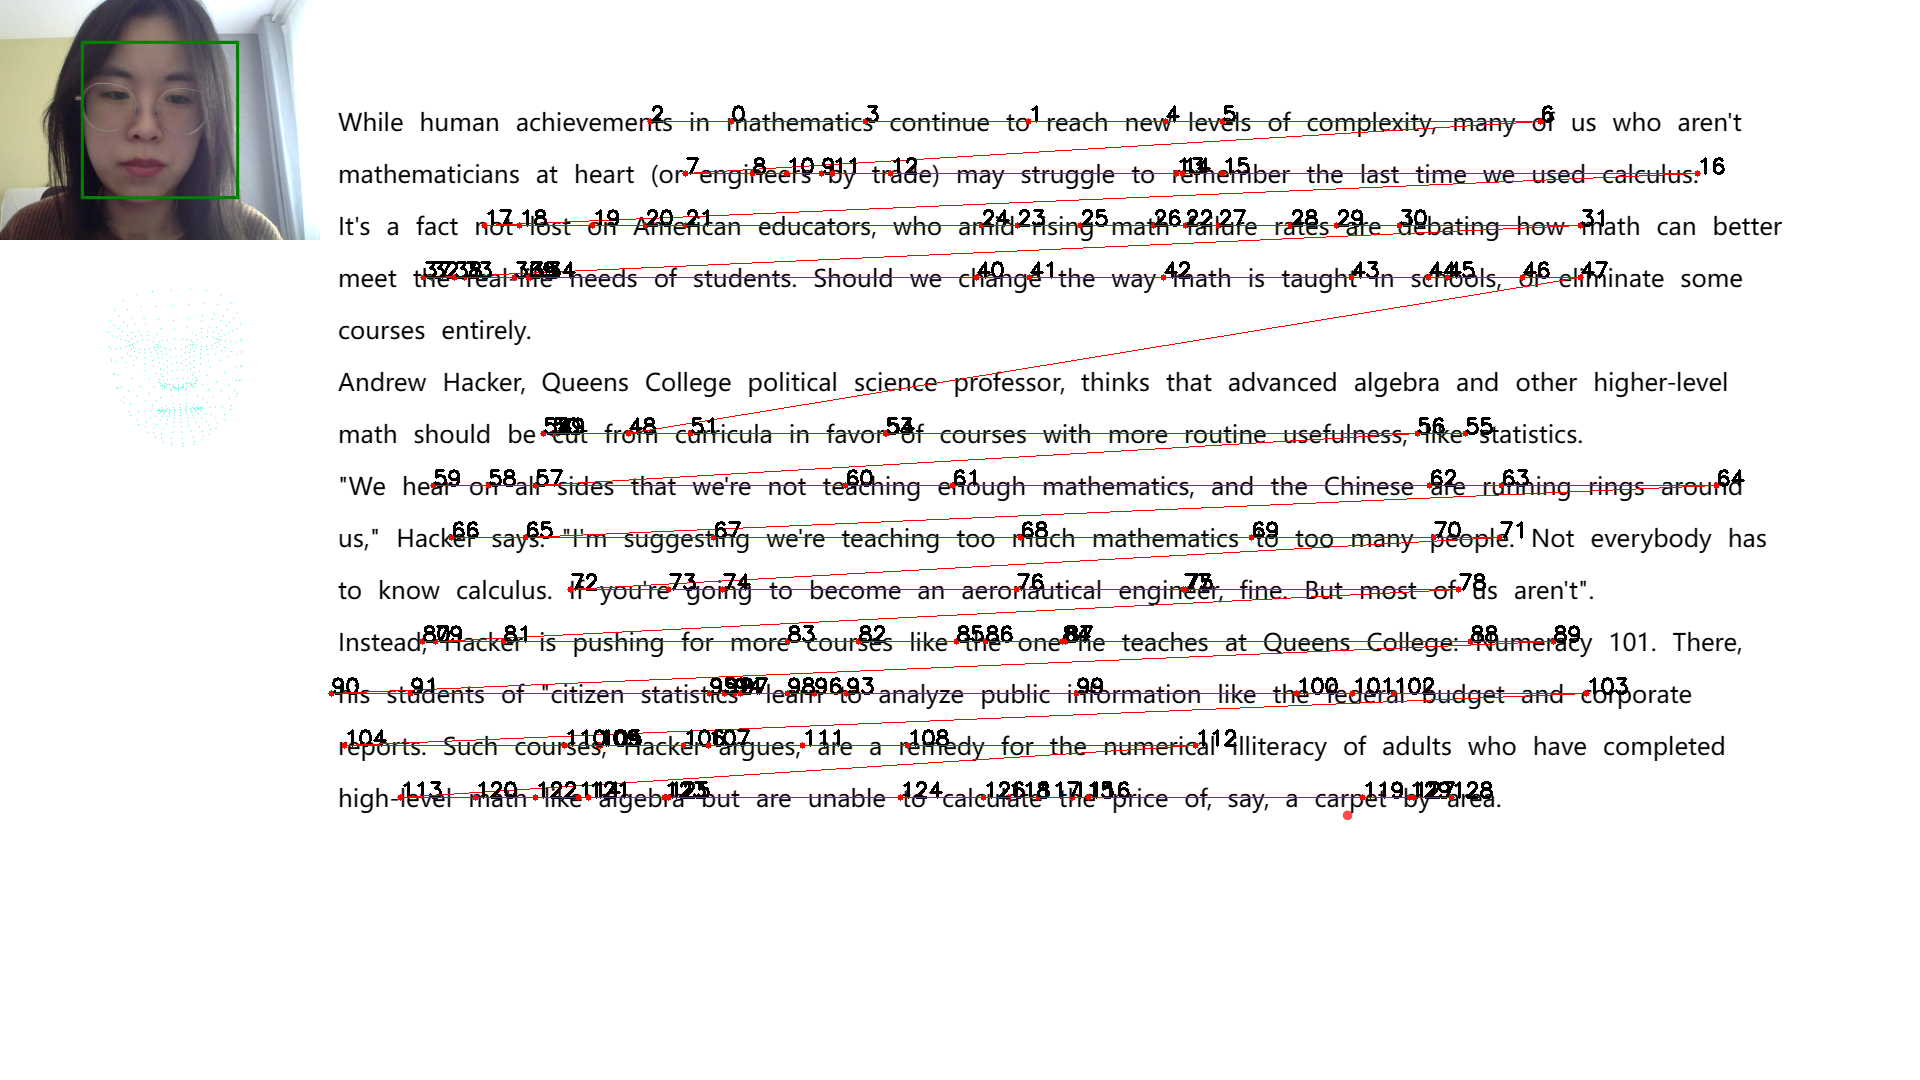 While human achievements in mathematics continue to reach new levels of complexity, many of us who aren't
mathematicians at heart (or engineers by trade) may struggle to remember the last time we used calculus.
It's a fact not lost on American educators, who amid rising math failure rates are debating how math can better
meet the real-life needs of students. Should we change the way math is taught in schools, or eliminate some
courses entirely.
Andrew Hacker, Queens College political science professor, thinks that advanced algebra and other higher-level
math should be cut from curricula in favor of courses with more routine usefulness, like statistics.
"We hear on all sides that we're not teaching enough mathematics, and the Chinese are running rings around
us," Hacker says. "I'm suggesting we're teaching too much mathematics to too many people. Not everybody has
to know calculus. If you're going to become an aeronautical engineer, fine. But most of us aren't".
Instead, Hacker is pushing for more courses like the one he teaches at Queens College: Numeracy 101. There,
his students of "citizen statistics" learn to analyze public information like the federal budget and corporate
reports. Such courses, Hacker argues, are a remedy for the numerical illiteracy of adults who have completed
high-level math like algebra but are unable to calculate the price of, say, a carpet by area.